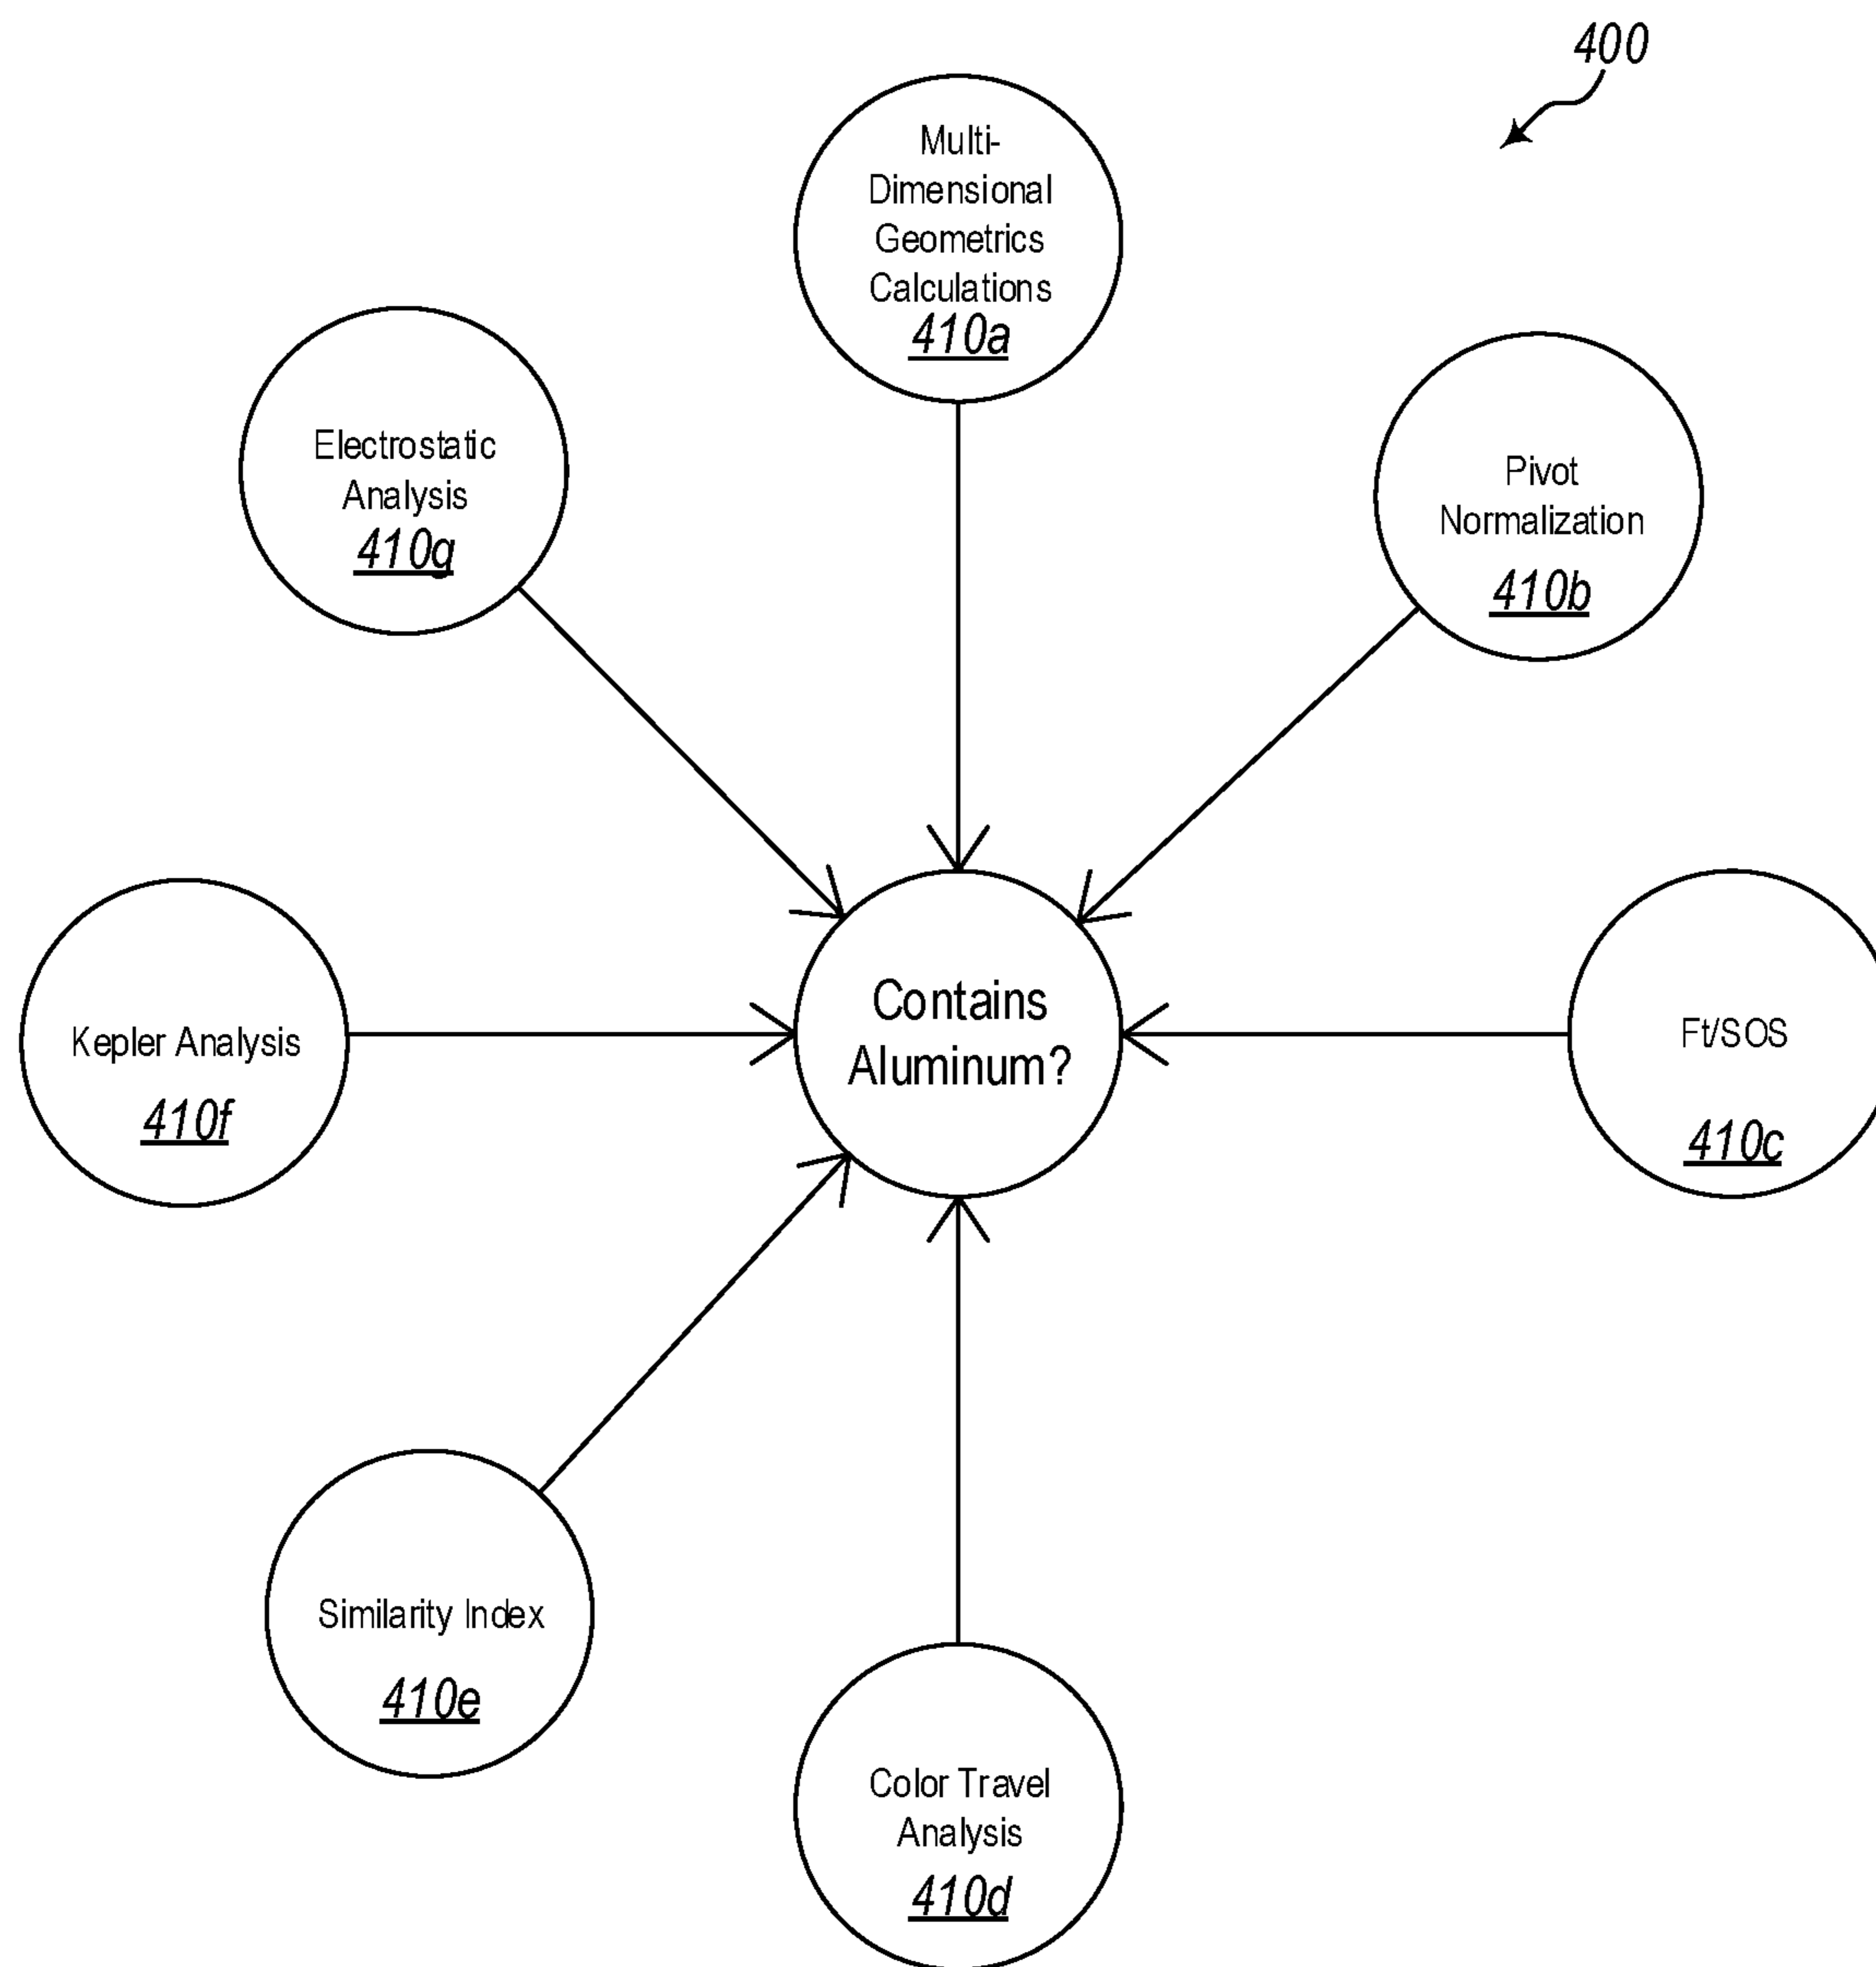 400
Multi-
Dimensional
Geometrics
Calculations
410a
Electrostatic
Analysis
410g
Pivot
Normalization
410b
Contains
Aluminum?
Kepler Analysis
410f
Ft/SOS
410c
Similarity Index
410e
Color Travel
Analysis
410d